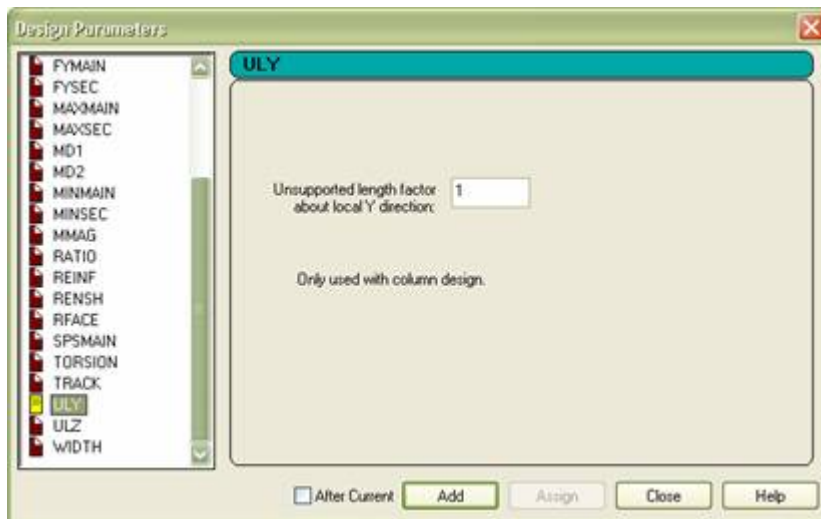 Design Parameters
FYMAIN
FYSEC
MAXMAIN
MAXSEC
MD1
MD2
MINMAIN
MINSEC
MMAG
RATIO
REINF
RENSH
RFACE
SPSMAIN
TORSION
TRACK
ULY
ULZ
WIDTH
ULY
Unsupported length factor 1
about local Y direction:
Only used with column design.
After Current Add Assign Close Help